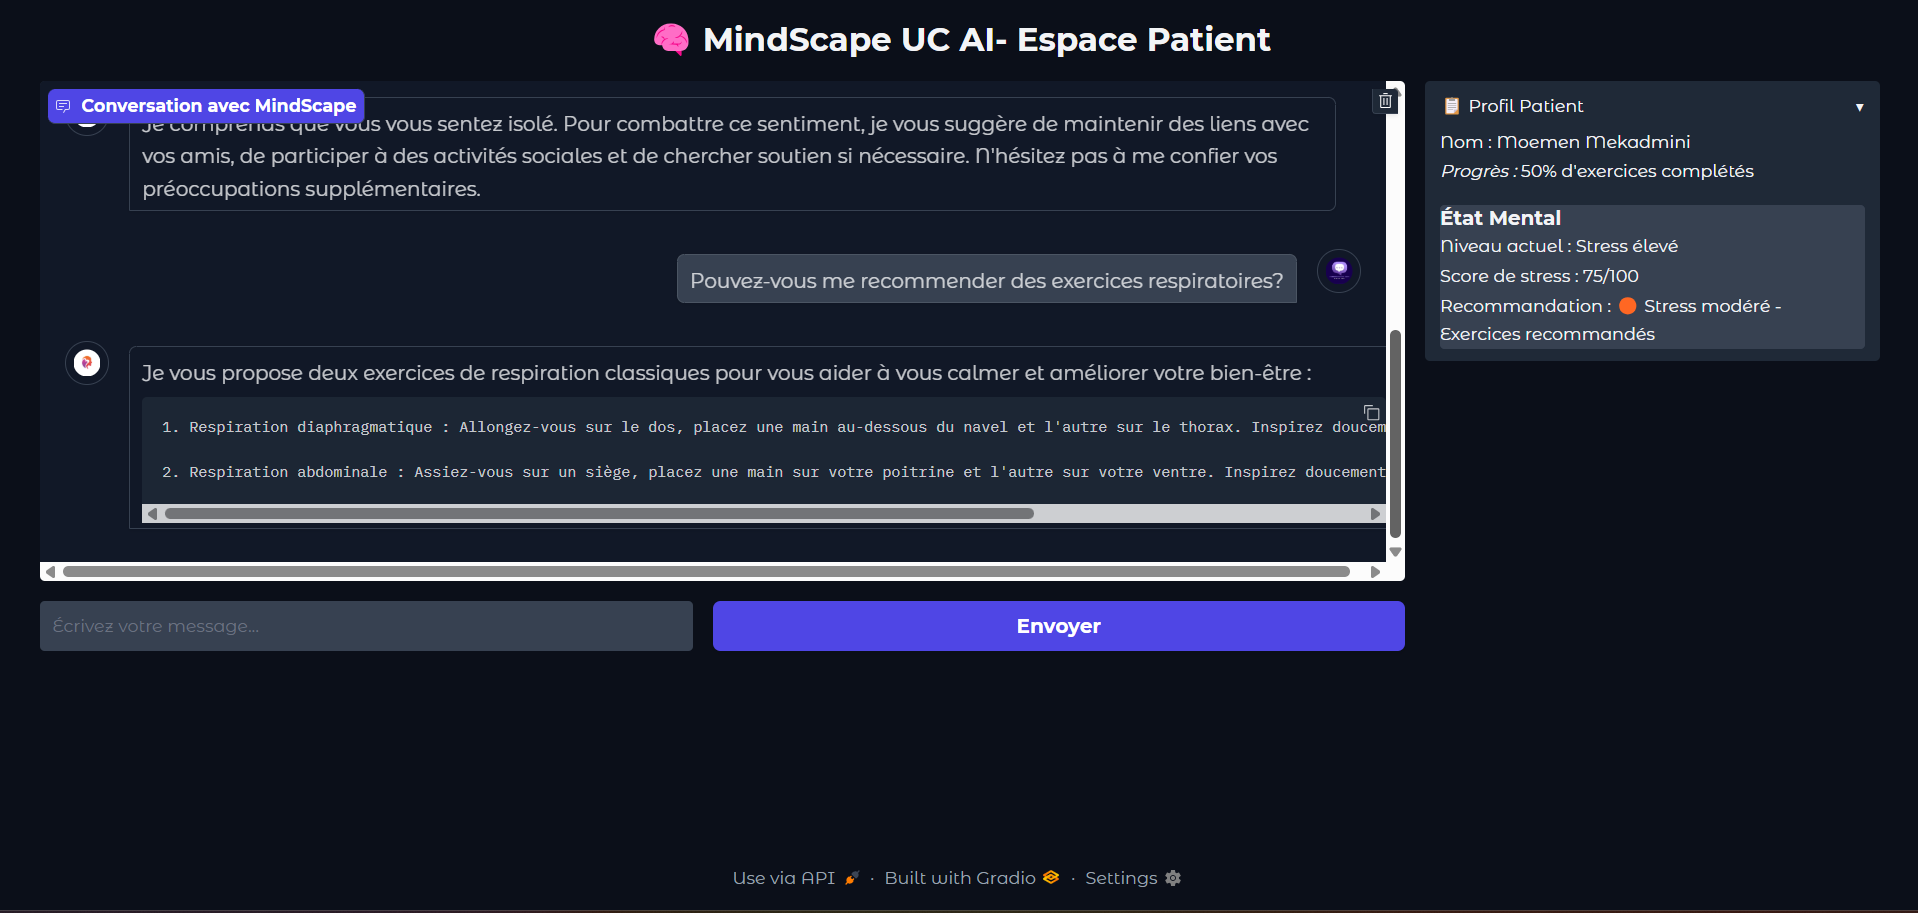 🧠 MindScape UC AI- Espace Patient
Conversation avec MindScape
Je comprends que vous vous sentez isolé. Pour combattre ce sentiment, je vous suggère de maintenir des liens avec
vos amis, de participer à des activités sociales et de chercher soutien si nécessaire. N'hésitez pas à me confier vos
préoccupations supplémentaires.
Pouvez-vous me recommender des exercices respiratoires?
Je vous propose deux exercices de respiration classiques pour vous aider à vous calmer et améliorer votre bien-être :
1. Respiration diaphragmatique : Allongez-vous sur le dos, placez une main au-dessous du navel et l'autre sur le thorax. Inspirez doucem
2. Respiration abdominale : Assiez-vous sur un siège, placez une main sur votre poitrine et l'autre sur votre ventre. Inspirez doucement
Écrivez votre message...
Envoyer
📋 Profil Patient
Nom : Moemen Mekadmini
Progrès : 50% d'exercices complétés
État Mental
Niveau actuel : Stress élevé
Score de stress : 75/100
Recommandation : 🟠 Stress modéré -
Exercices recommandés
Use via API 🚀 · Built with Gradio · Settings ⚙